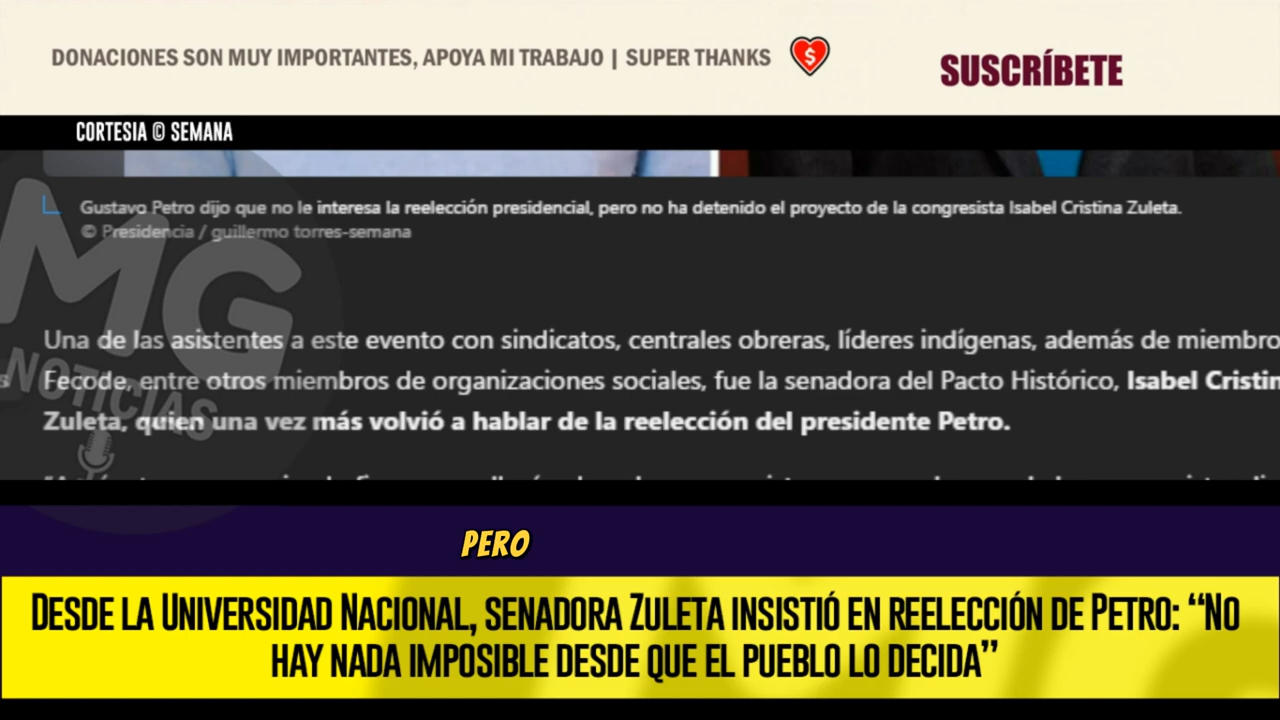 DONACIONES SON MUY IMPORTANTES, APOYA MI TRABAJO | SUPER THANKS
SUSCRÍBETE
CORTESIA © SEMANA
Gustavo Petro dijo que no le interesa la reelección presidencial, pero no ha detenido el proyecto de la congresista Isabel Cristina Zuleta.
© Presidencia / guillermo torres-semana
Una de las asistentes a este evento con sindicatos, centrales obreras, líderes indígenas, además de miembro
Fecode, entre otros miembros de organizaciones sociales, fue la senadora del Pacto Histórico, Isabel Cristin
Zuleta, quien una vez más volvió a hablar de la reelección del presidente Petro.
MG
NOTICIAS
PERO
DESDE LA UNIVERSIDAD NACIONAL, SENADORA ZULETA INSISTIÓ EN REELECCIÓN DE PETRO: “NO
HAY NADA IMPOSIBLE DESDE QUE EL PUEBLO LO DECIDA”